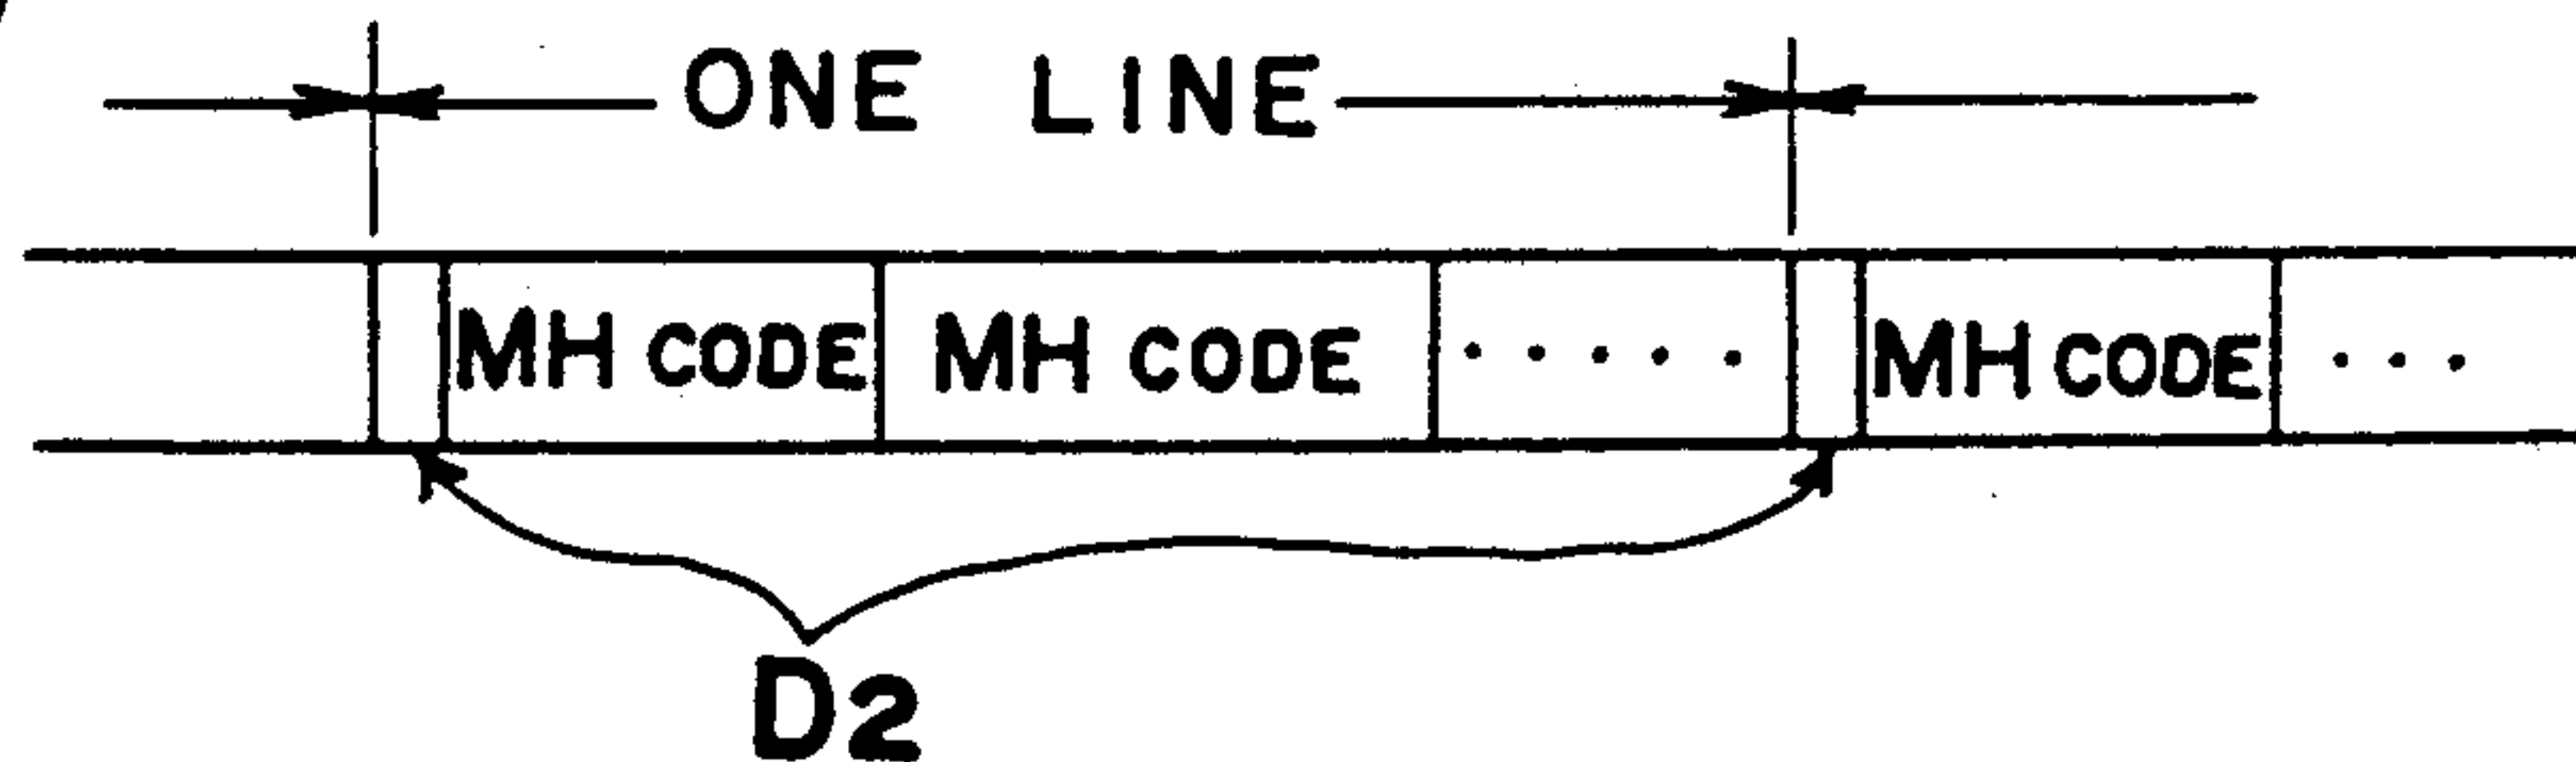 ONE LINE
MH CODE MH CODE ..... MH CODE ...
D2